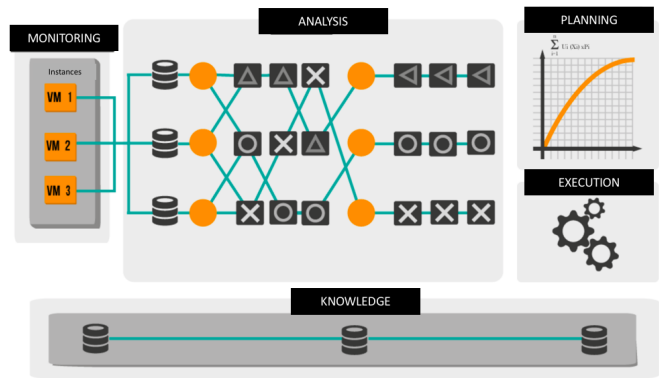 MONITORING
Instances
VM 1
VM 2
VM 3
ANALYSIS
PLANNING
EXECUTION
KNOWLEDGE